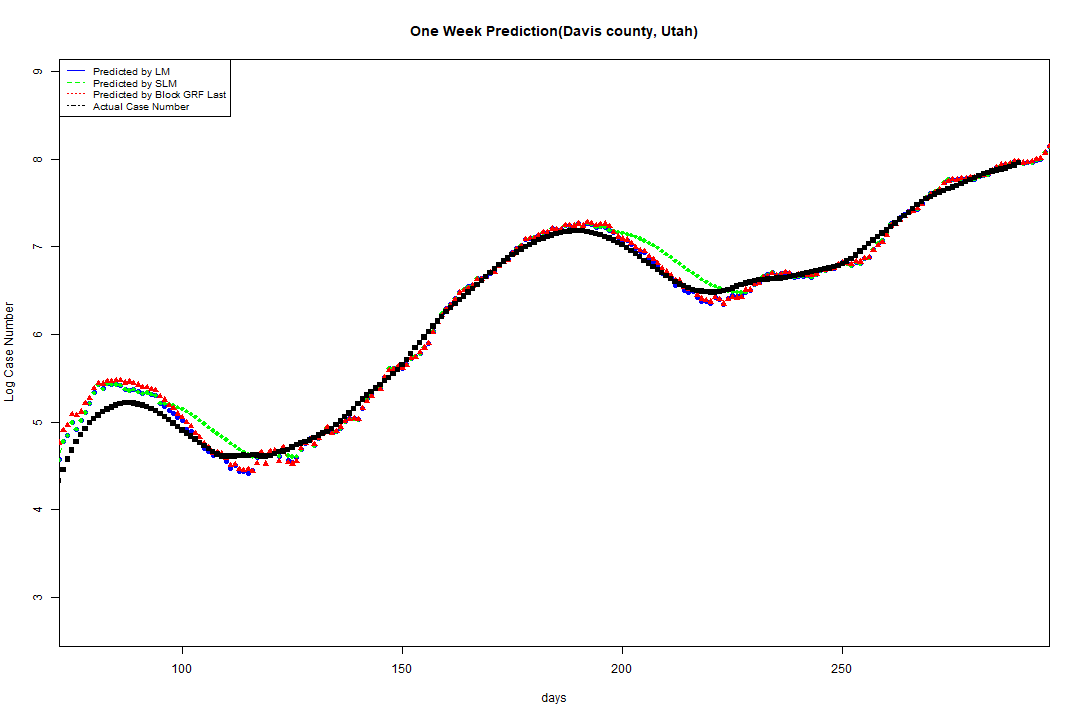 One Week Prediction(Davis county, Utah)
Predicted by LM
Predicted by SLM
Predicted by Block GRF Last
Actual Case Number
9
8
7
6
5
4
3
Log Case Number
100 150 200 250
days